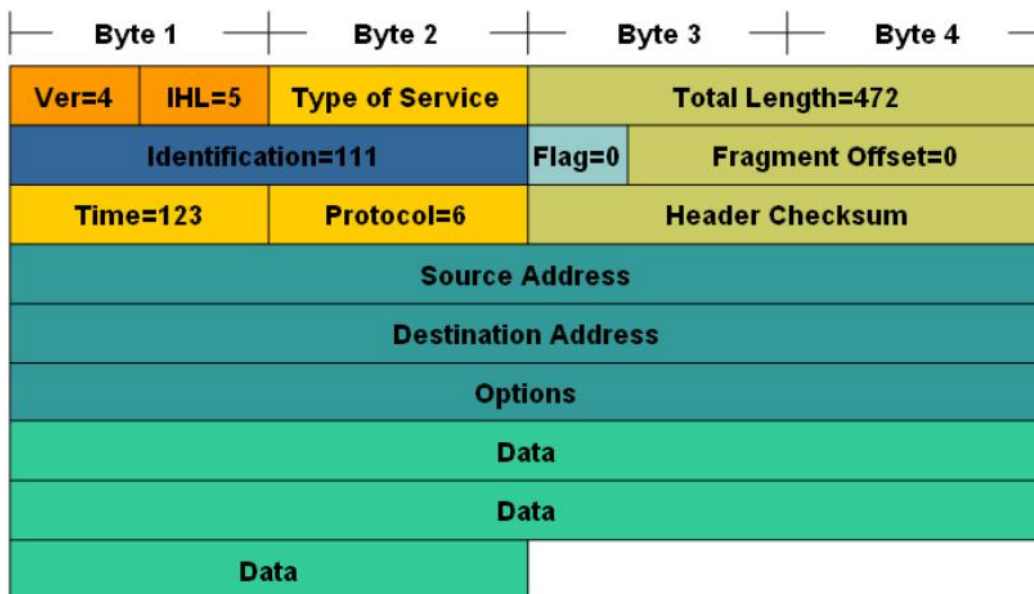 Byte 1 Byte 2 Byte 3 Byte 4
Ver=4 IHL=5 Type of Service Total Length=472
Identification=111 Flag=0 Fragment Offset=0
Time=123 Protocol=6 Header Checksum
Source Address
Destination Address
Options
Data
Data
Data